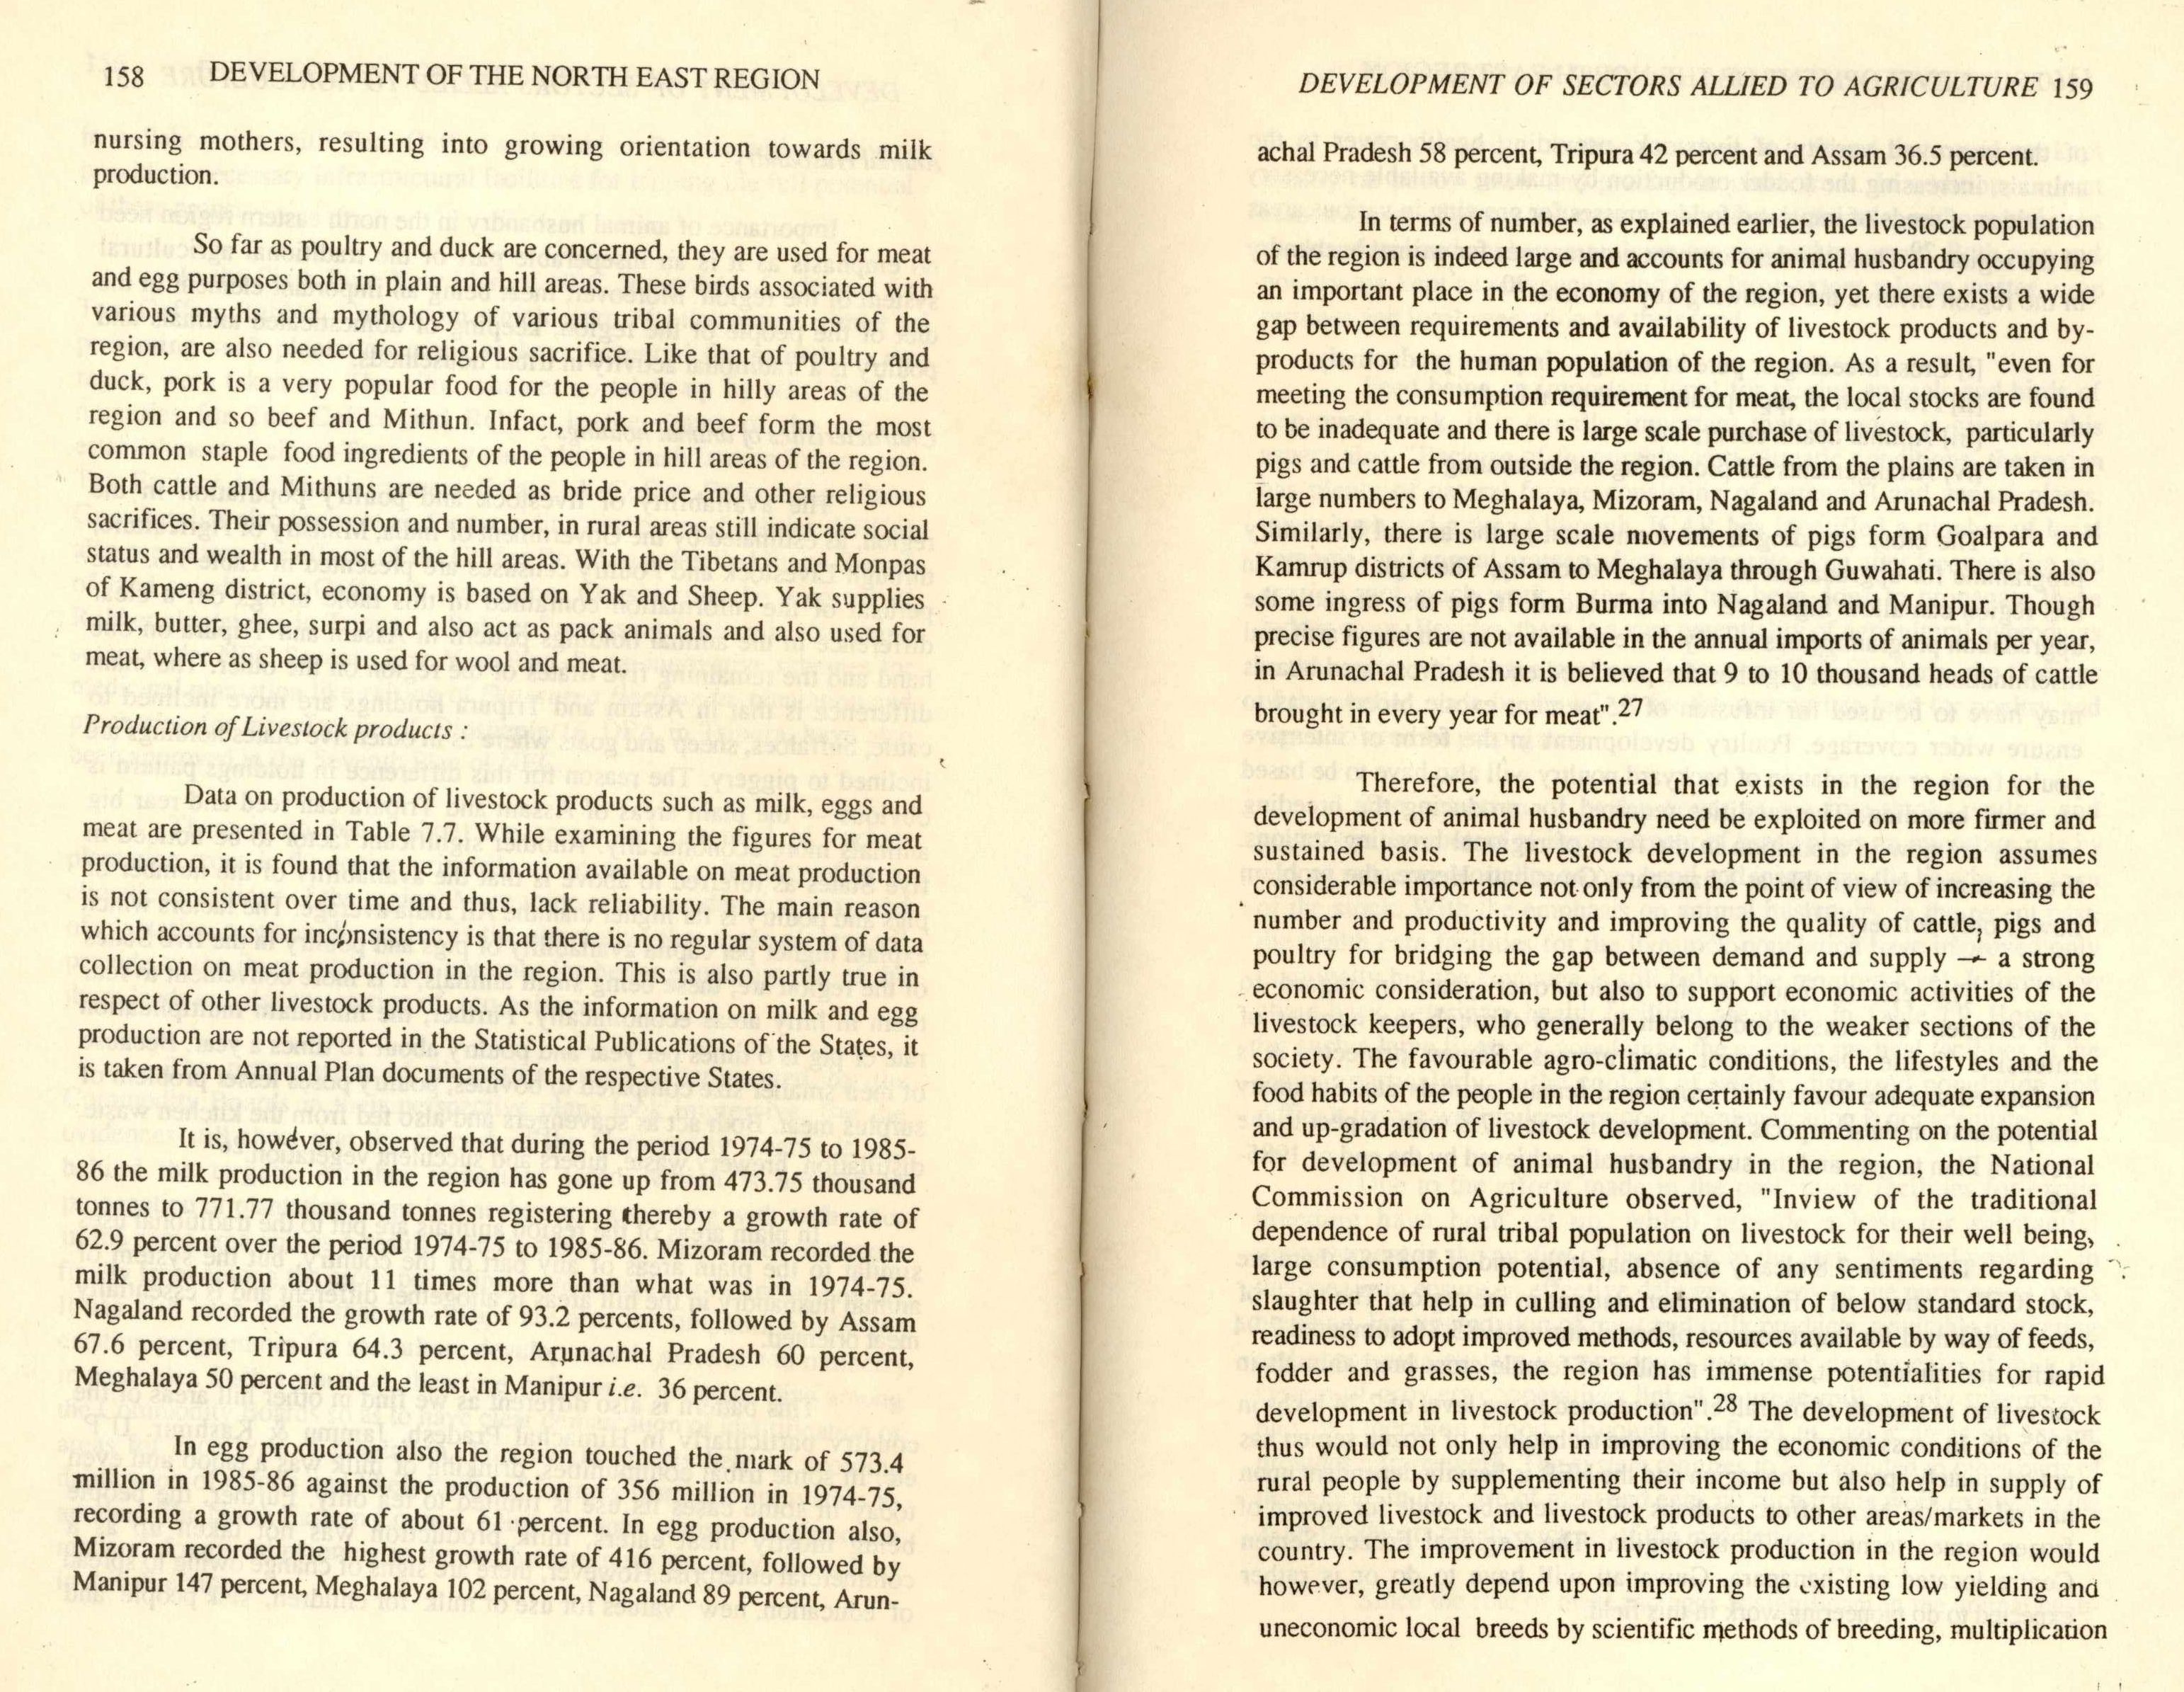 158 DEVELOPMENT OF THE NORTH EAST REGION
nursing mothers, resulting into growing orientation towards milk
production.
So far as poultry and duck are concerned, they are used for meat
and egg purposes both in plain and hill areas. These birds associated with
various myths and mythology of various tribal communities of the
region, are also needed for religious sacrifice. Like that of poultry and
duck, pork is a very popular food for the people in hilly areas of the
region and so beef and Mithun. Infact, pork and beef form the most
common staple food ingredients of the people in hill areas of the region.
Both cattle and Mithuns are needed as bride price and other religious
sacrifices. Their possession and number, in rural areas still indicate social
status and wealth in most of the hill areas. With the Tibetans and Monpas
of Kameng district, economy is based on Yak and Sheep. Yak supplies
milk, butter, ghee, surpi and also act as pack animals and also used for
meat, where as sheep is used for wool and meat.
Production of Livestock products :
Data on production of livestock products such as milk, eggs and
meat are presented in Table 7.7. While examining the figures for meat
production, it is found that the information available on meat production
is not consistent over time and thus, lack reliability. The main reason
which accounts for inconsistency is that there is no regular system of data
collection on meat production in the region. This is also partly true in
respect of other livestock products. As the information on milk and egg
production are not reported in the Statistical Publications of the States, it
is taken from Annual Plan documents of the respective States.
It is, however, observed that during the period 1974-75 to 1985-
86 the milk production in the region has gone up from 473.75 thousand
tonnes to 771.77 thousand tonnes registering thereby a growth rate of
62.9 percent over the period 1974-75 to 1985-86. Mizoram recorded the
milk production about 11 times more than what was in 1974-75.
Nagaland recorded the growth rate of 93.2 percents, followed by Assam
67.6 percent, Tripura 64.3 percent, Arunachal Pradesh 60 percent,
Meghalaya 50 percent and the least in Manipur i.e. 36 percent.
In egg production also the region touched the mark of 573.4
million in 1985-86 against the production of 356 million in 1974-75,
recording a growth rate of about 61 percent. In egg production also,
Mizoram recorded the highest growth rate of 416 percent, followed by
Manipur 147 percent, Meghalaya 102 percent, Nagaland 89 percent, Arun-
DEVELOPMENT OF SECTORS ALLIED TO AGRICULTURE 159
achal Pradesh 58 percent, Tripura 42 percent and Assam 36.5 percent.
In terms of number, as explained earlier, the livestock population
of the region is indeed large and accounts for animal husbandry occupying
an important place in the economy of the region, yet there exists a wide
gap between requirements and availability of livestock products and by-
products for the human population of the region. As a result, "even for
meeting the consumption requirement for meat, the local stocks are found
to be inadequate and there is large scale purchase of livestock, particularly
pigs and cattle from outside the region. Cattle from the plains are taken in
large numbers to Meghalaya, Mizoram, Nagaland and Arunachal Pradesh.
Similarly, there is large scale movements of pigs form Goalpara and
Kamrup districts of Assam to Meghalaya through Guwahati. There is also
some ingress of pigs form Burma into Nagaland and Manipur. Though
precise figures are not available in the annual imports of animals per year,
in Arunachal Pradesh it is believed that 9 to 10 thousand heads of cattle
brought in every year for meat".27
Therefore, the potential that exists in the region for the
development of animal husbandry need be exploited on more firmer and
sustained basis. The livestock development in the region assumes
considerable importance not only from the point of view of increasing the
number and productivity and improving the quality of cattle, pigs and
poultry for bridging the gap between demand and supply — a strong
economic consideration, but also to support economic activities of the
livestock keepers, who generally belong to the weaker sections of the
society. The favourable agro-climatic conditions, the lifestyles and the
food habits of the people in the region certainly favour adequate expansion
and up-gradation of livestock development. Commenting on the potential
for development of animal husbandry in the region, the National
Commission on Agriculture observed, "Inview of the traditional
dependence of rural tribal population on livestock for their well being,
large consumption potential, absence of any sentiments regarding
slaughter that help in culling and elimination of below standard stock,
readiness to adopt improved methods, resources available by way of feeds,
fodder and grasses, the region has immense potentialities for rapid
development in livestock production".28 The development of livestock
thus would not only help in improving the economic conditions of the
rural people by supplementing their income but also help in supply of
improved livestock and livestock products to other areas/markets in the
country. The improvement in livestock production in the region would
however, greatly depend upon improving the existing low yielding and
uneconomic local breeds by scientific methods of breeding, multiplication